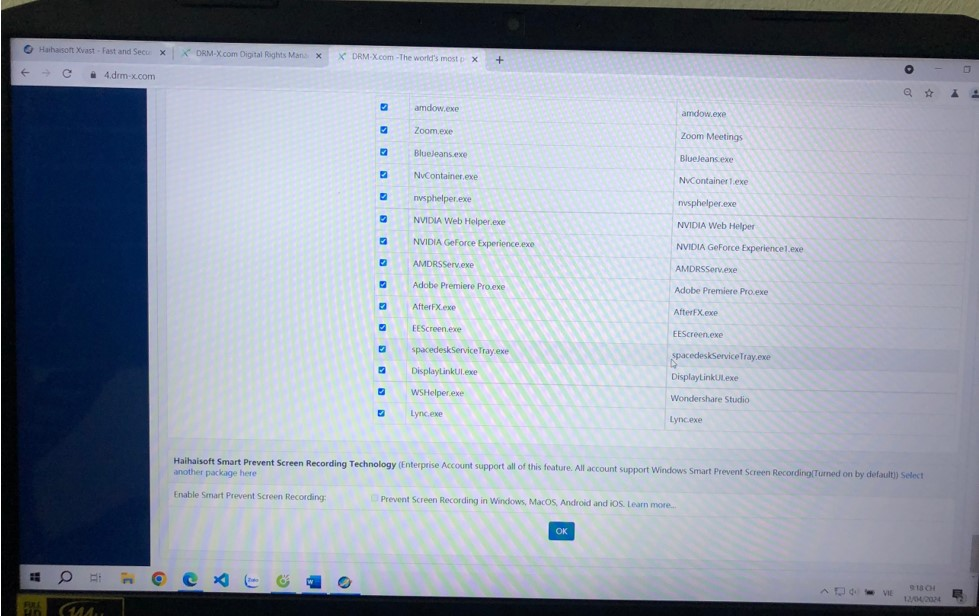 Haihaisoft Xvast - Fast and Secu
DRM-X.com Digital Rights Mana
DRM-X.com -The world's most p
4.drm-x.com
amdow.exe amdow.exe
Zoom.exe Zoom Meetings
BlueJeans.exe BlueJeans.exe
NvContainer.exe NvContainer1.exe
nvsphelper.exe nvsphelper.exe
NVIDIA Web Helper.exe NVIDIA Web Helper
NVIDIA GeForce Experience.exe NVIDIA GeForce Experience1.exe
AMDRSServ.exe AMDRSServ.exe
Adobe Premiere Pro.exe Adobe Premiere Pro.exe
AfterFX.exe AfterFX.exe
EEScreen.exe EEScreen.exe
spacedeskServiceTray.exe spacedeskServiceTray.exe
DisplayLinkUI.exe DisplayLinkUI.exe
WSHelper.exe Wondershare Studio
Lync.exe Lync.exe
Haihaisoft Smart Prevent Screen Recording Technology (Enterprise Account support all of this feature. All account support Windows Smart Prevent Screen Recording(Turned on by default)) Select
another package here
Enable Smart Prevent Screen Recording: Prevent Screen Recording in Windows, MacOS, Android and iOS. Learn more...
OK
VIE
9:18 CH
12/04/2024
FULL
HD